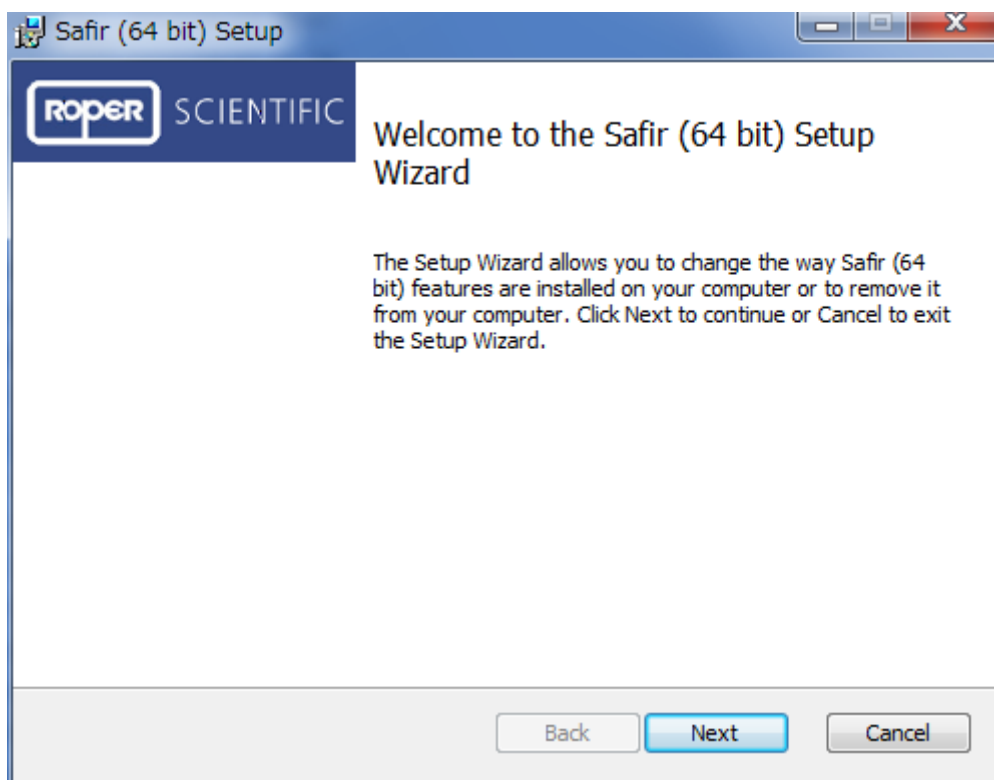 Safir (64 bit) Setup
ROPER SCIENTIFIC
Welcome to the Safir (64 bit) Setup
Wizard
The Setup Wizard allows you to change the way Safir (64
bit) features are installed on your computer or to remove it
from your computer. Click Next to continue or Cancel to exit
the Setup Wizard.
Back Next Cancel